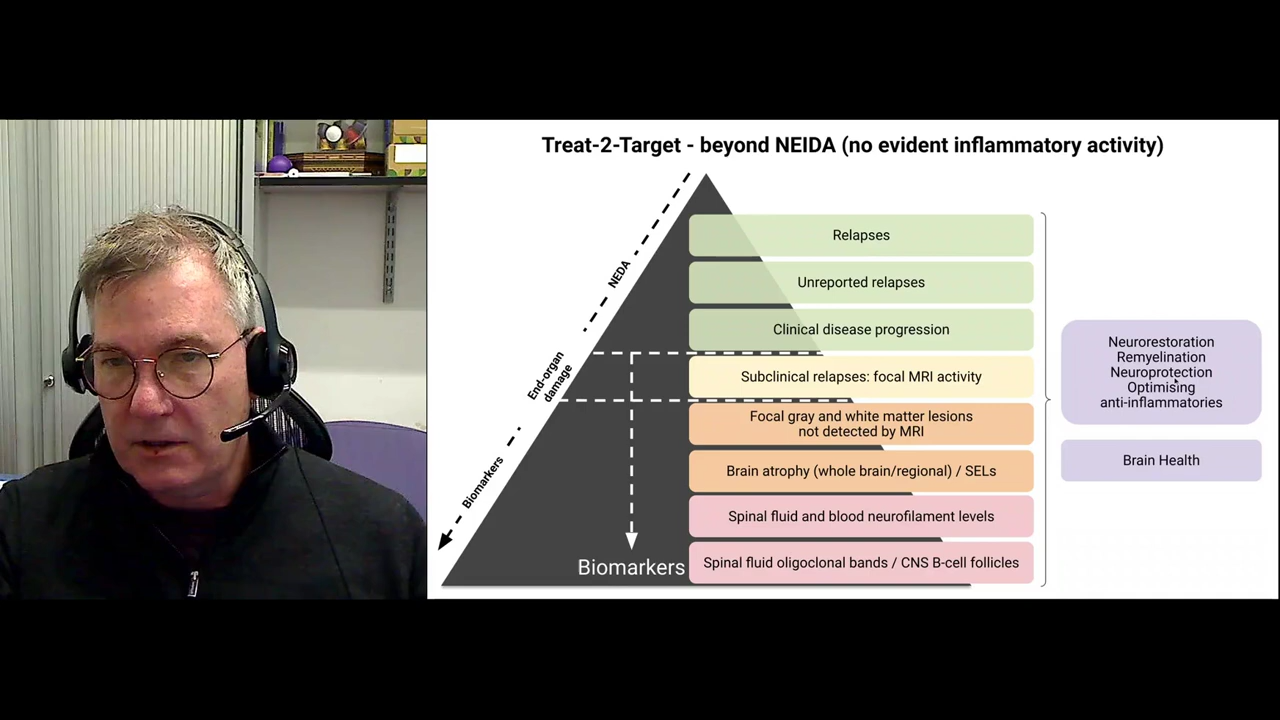 Treat-2-Target - beyond NEIDA (no evident inflammatory activity)
NEDA
End-organ
damage
Biomarkers
Relapses
Unreported relapses
Clinical disease progression
Subclinical relapses: focal MRI activity
Focal gray and white matter lesions
not detected by MRI
Brain atrophy (whole brain/regional) / SELs
Spinal fluid and blood neurofilament levels
Biomarkers
Spinal fluid oligoclonal bands / CNS B-cell follicles
Neurorestoration
Remyelination
Neuroprotection
Optimising
anti-inflammatories
Brain Health